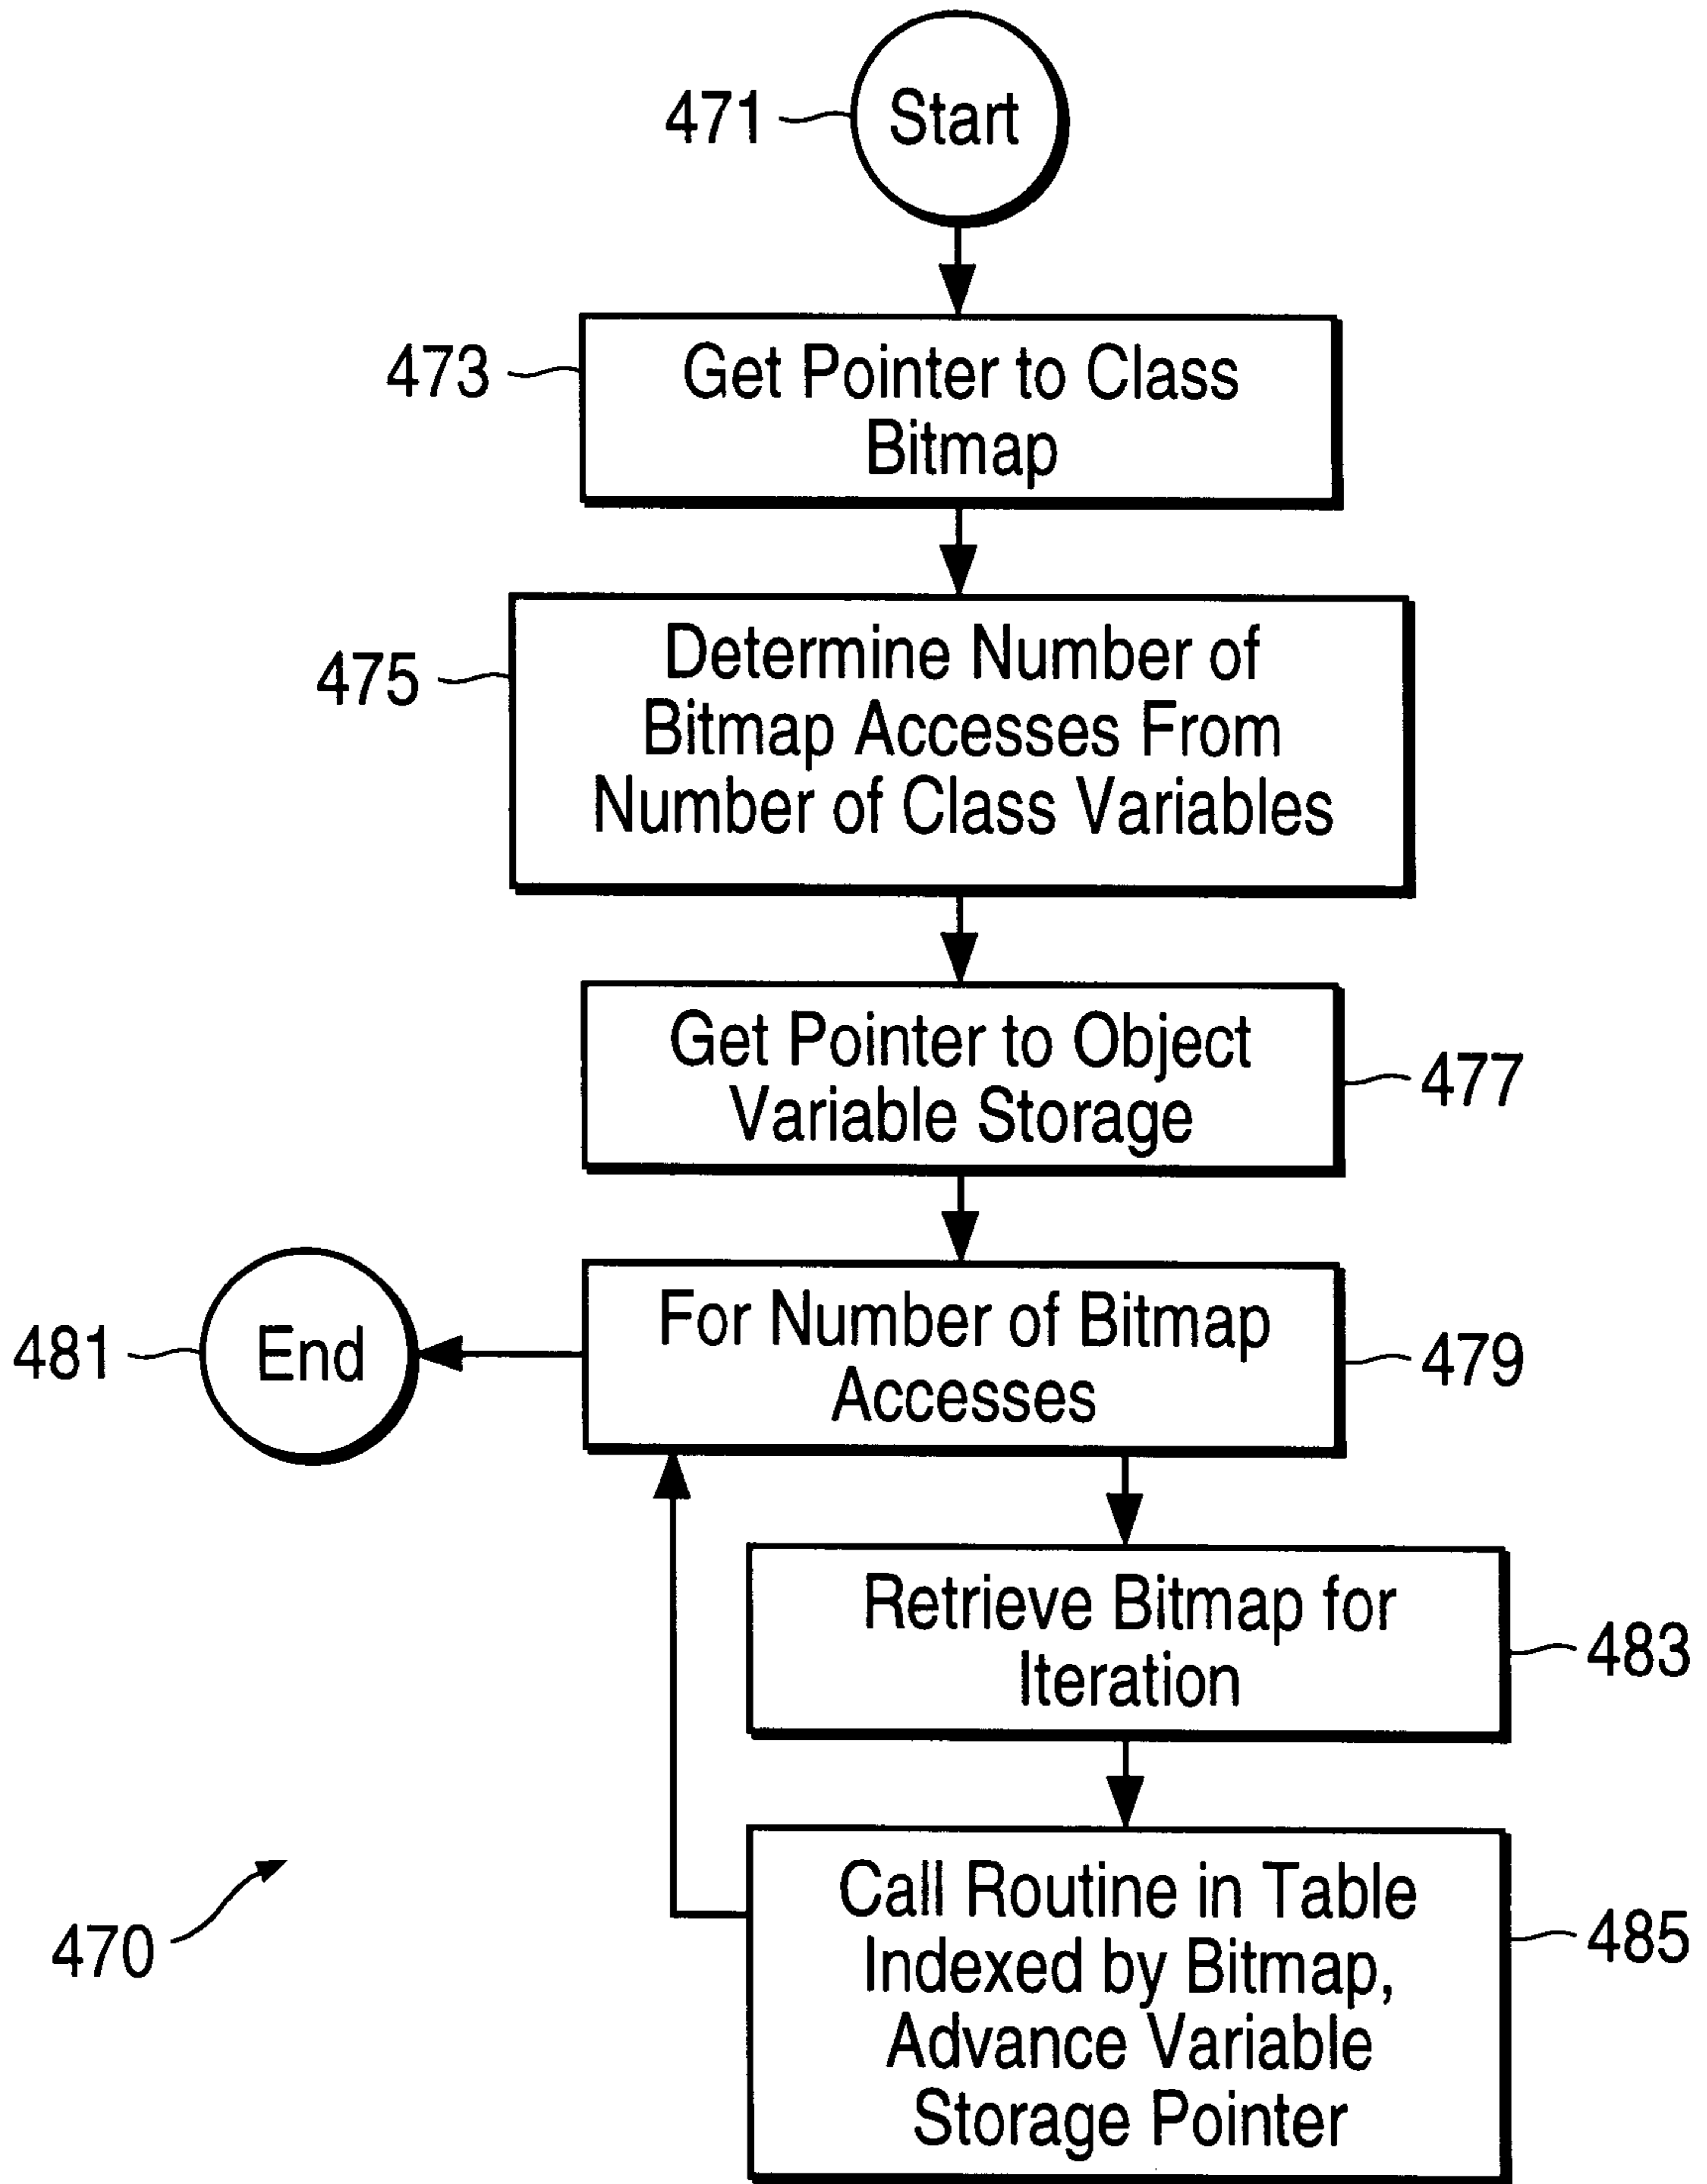 471
Start
473
Get Pointer to Class
Bitmap
475
Determine Number of
Bitmap Accesses From
Number of Class Variables
Get Pointer to Object
Variable Storage
477
481
End
For Number of Bitmap
Accesses
479
Retrieve Bitmap for
Iteration
483
470
Call Routine in Table
Indexed by Bitmap,
Advance Variable
Storage Pointer
485